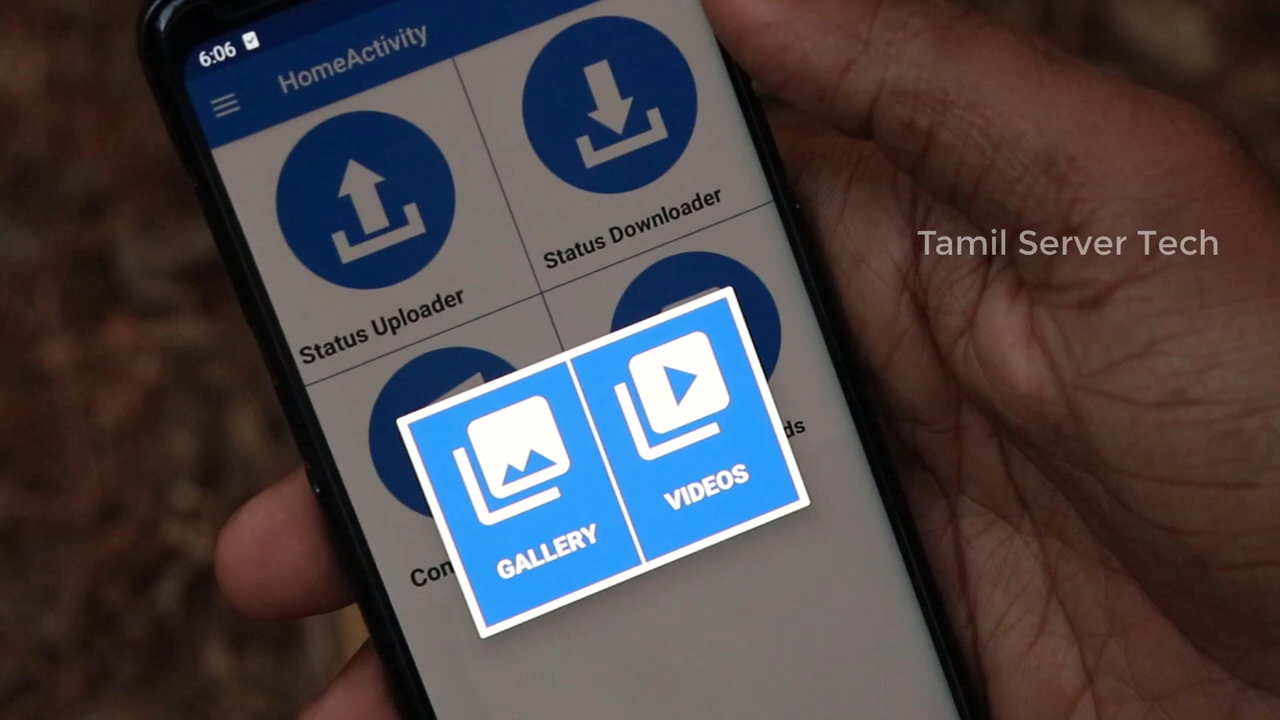 6:06
HomeActivity
Status Uploader
Status Downloader
GALLERY
VIDEOS
Tamil Server Tech